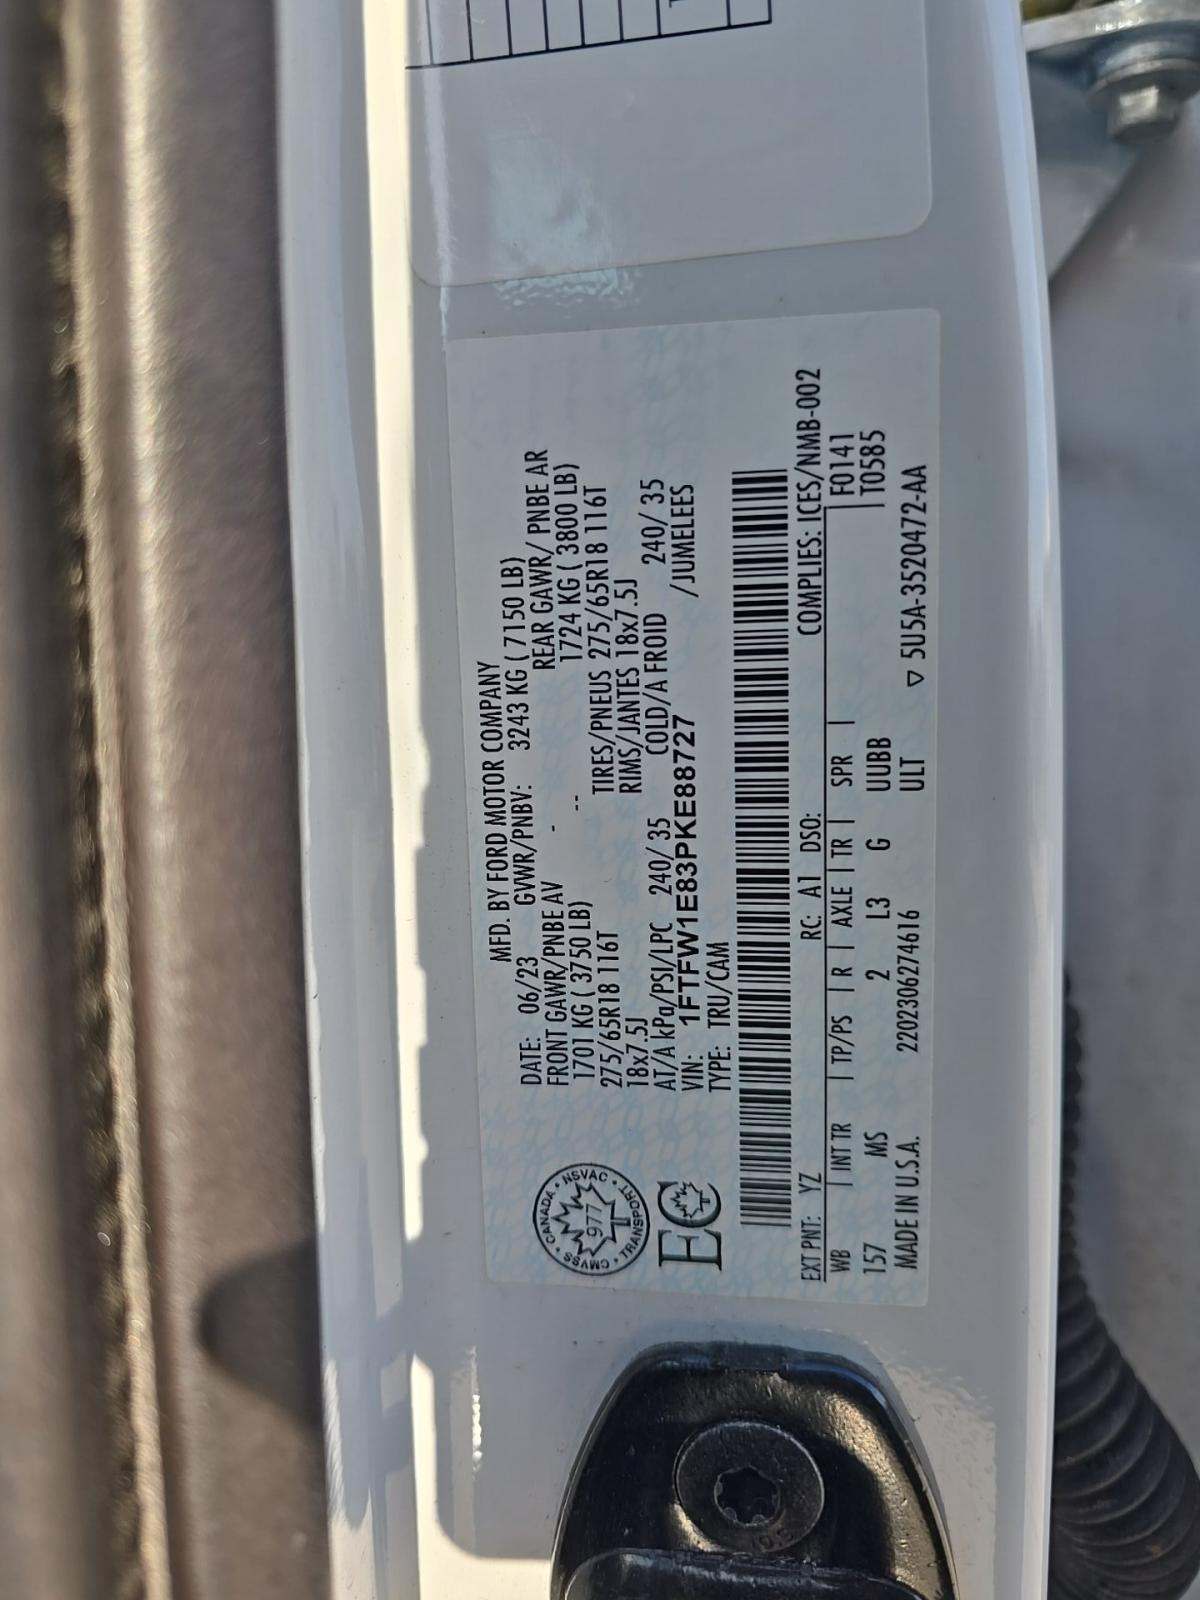 MFD. BY FORD MOTOR COMPANY
DATE: 06/23 GVWR/PNBV: 3243 KG ( 7150 LB)
FRONT GAWR/PNBE AV - -- REAR GAWR/ PNBE AR
1701 KG ( 3750 LB) 1724 KG ( 3800 LB)
275/65R18 116T TIRES/PNEUS 275/65R18 116T
18x7.5J RIMS/JANTES 18x7.5J
AT/A kPa/PSI/LPC 240/ 35 COLD/A FROID 240/ 35
VIN: 1FTFW1E83PKE88727 /JUMELEES
TYPE: TRU/CAM
CANADA • NSVAC • TRANSPORT • CMVSS •
977
EC
EXT PNT: YZ RC: A1 DSO: COMPLIES: ICES/NMB-002
WB INT TR TP/PS R AXLE TR SPR F0141
157 MS 2 L3 G UUBB T0585
MADE IN U.S.A. 2202306274616 ULT ▽ 5U5A-3520472-AA